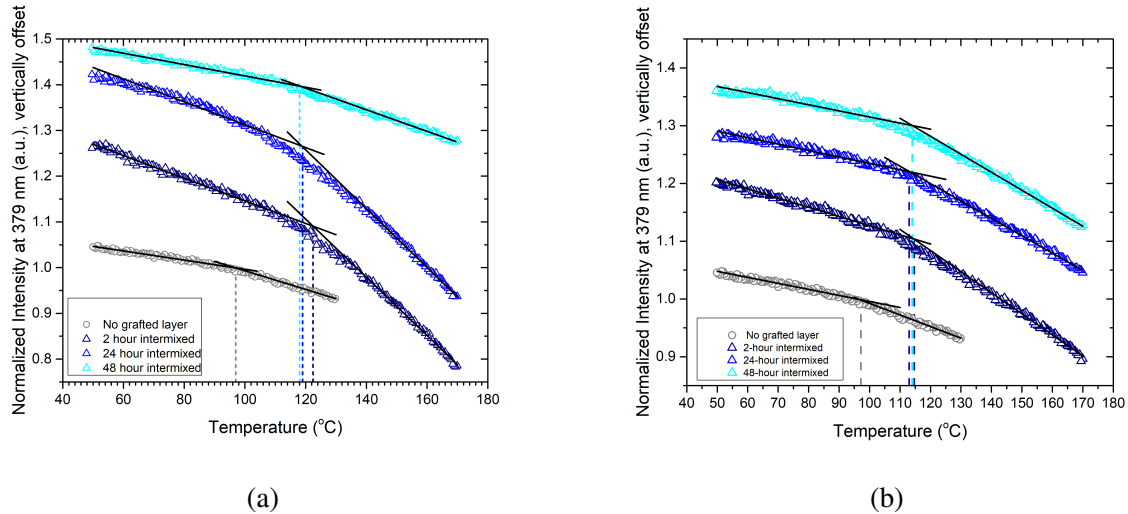 Normalized Intensity at 379 nm (a.u.), vertically offset
1.5
1.4
1.3
1.2
1.1
1.0
0.9
0.8
No grafted layer
2 hour intermixed
24 hour intermixed
48 hour intermixed
40 60 80 100 120 140 160 180
Temperature (°C)
(a)
Normalized Intensity at 379 nm (a.u.), vertically offset
1.5
1.4
1.3
1.2
1.1
1.0
0.9
No grafted layer
2-hour intermixed
24-hour intermixed
48-hour intermixed
40 50 60 70 80 90 100 110 120 130 140 150 160 170 180
Temperature (°C)
(b)